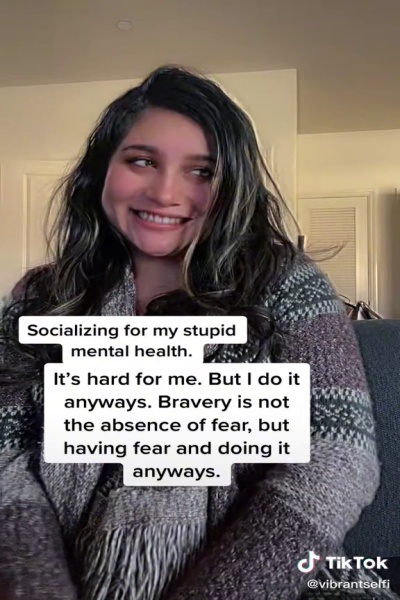 Socializing for my stupid
mental health.
It's hard for me. But I do it
anyways. Bravery is not
the absence of fear, but
having fear and doing it
anyways.
TikTok
@vibrantselfi